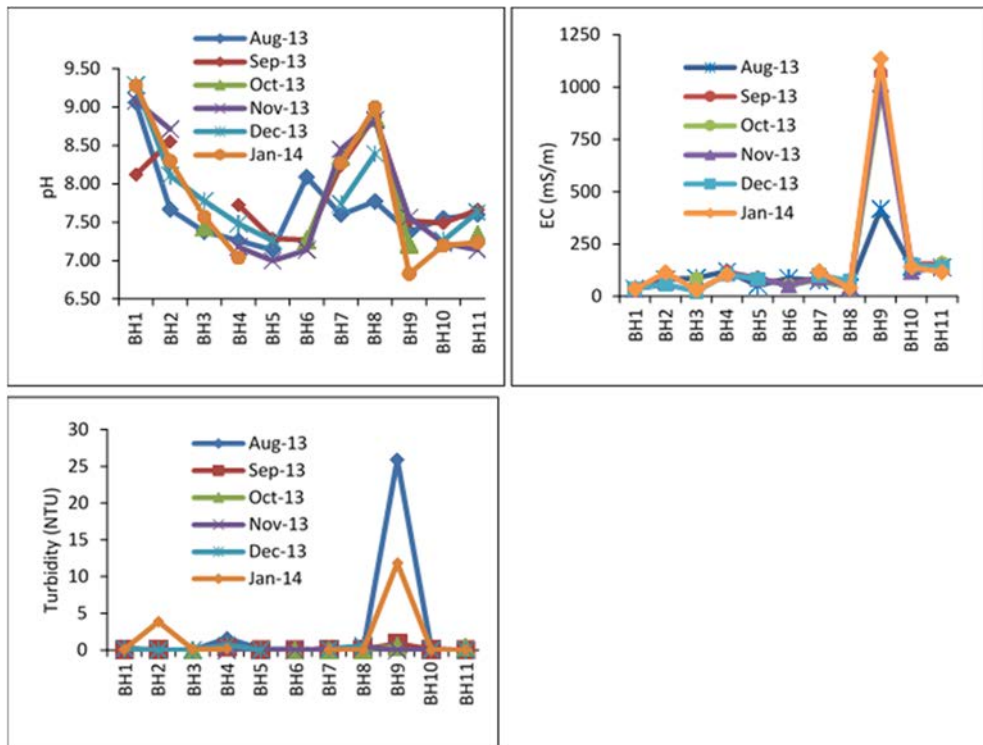 Aug-13
Sep-13
Oct-13
Nov-13
Dec-13
Jan-14
9.50
9.00
8.50
8.00
7.50
7.00
6.50
pH
BH1
BH2
BH3
BH4
BH5
BH6
BH7
BH8
BH9
BH10
BH11
1250
1000
750
500
250
0
EC (mS/m)
Aug-13
Sep-13
Oct-13
Nov-13
Dec-13
Jan-14
BH1
BH2
BH3
BH4
BH5
BH6
BH7
BH8
BH9
BH10
BH11
30
25
20
15
10
5
0
Turbidity (NTU)
Aug-13
Sep-13
Oct-13
Nov-13
Dec-13
Jan-14
BH1
BH2
BH3
BH4
BH5
BH6
BH7
BH8
BH9
BH10
BH11